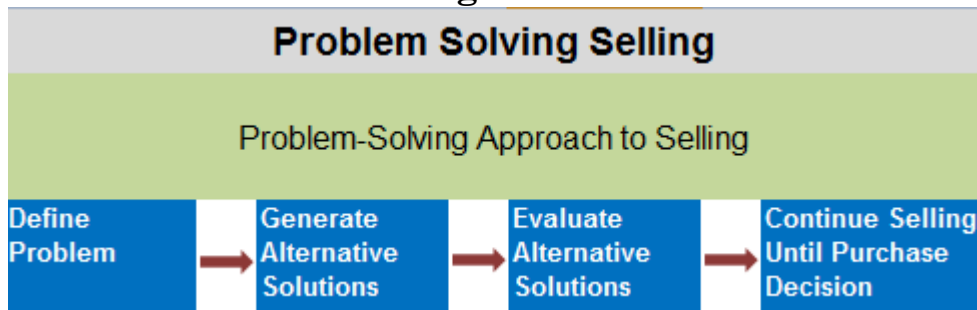 Problem Solving Selling
Problem-Solving Approach to Selling
Define
Problem
Generate
Alternative
Solutions
Evaluate
Alternative
Solutions
Continue Selling
Until Purchase
Decision